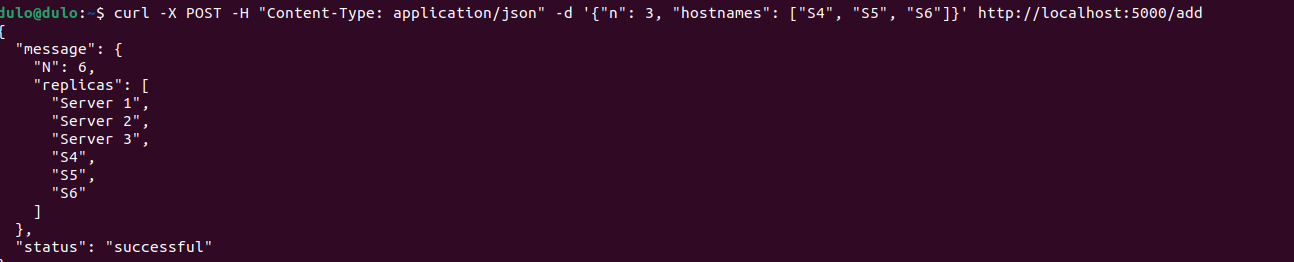 dulo@dulo:~$ curl -X POST -H "Content-Type: application/json" -d '{"n": 3, "hostnames": ["S4", "S5", "S6"]}' http://localhost:5000/add
{
  "message": {
    "N": 6,
    "replicas": [
      "Server 1",
      "Server 2",
      "Server 3",
      "S4",
      "S5",
      "S6"
    ]
  },
  "status": "successful"